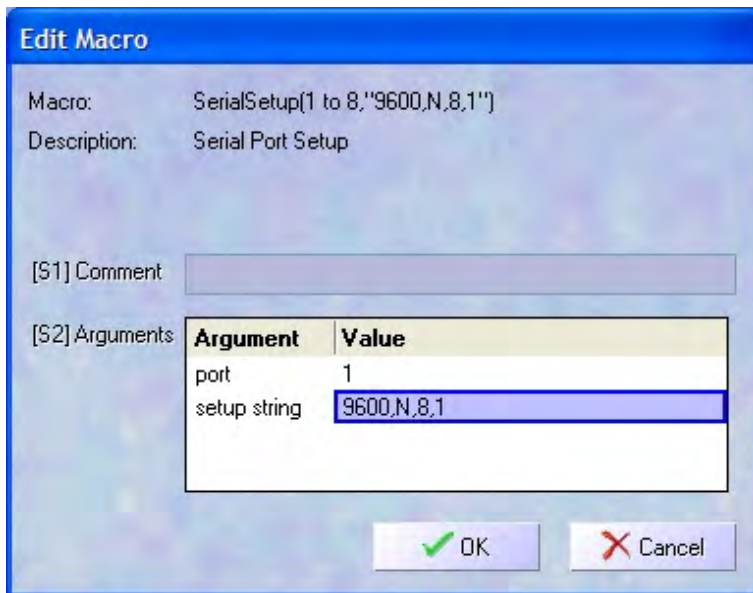 Edit Macro
Macro: SerialSetup(1 to 8,"9600,N,8,1")
Description: Serial Port Setup
[S1] Comment
[S2] Arguments Argument Value
port 1
setup string 9600,N,8,1
OK Cancel